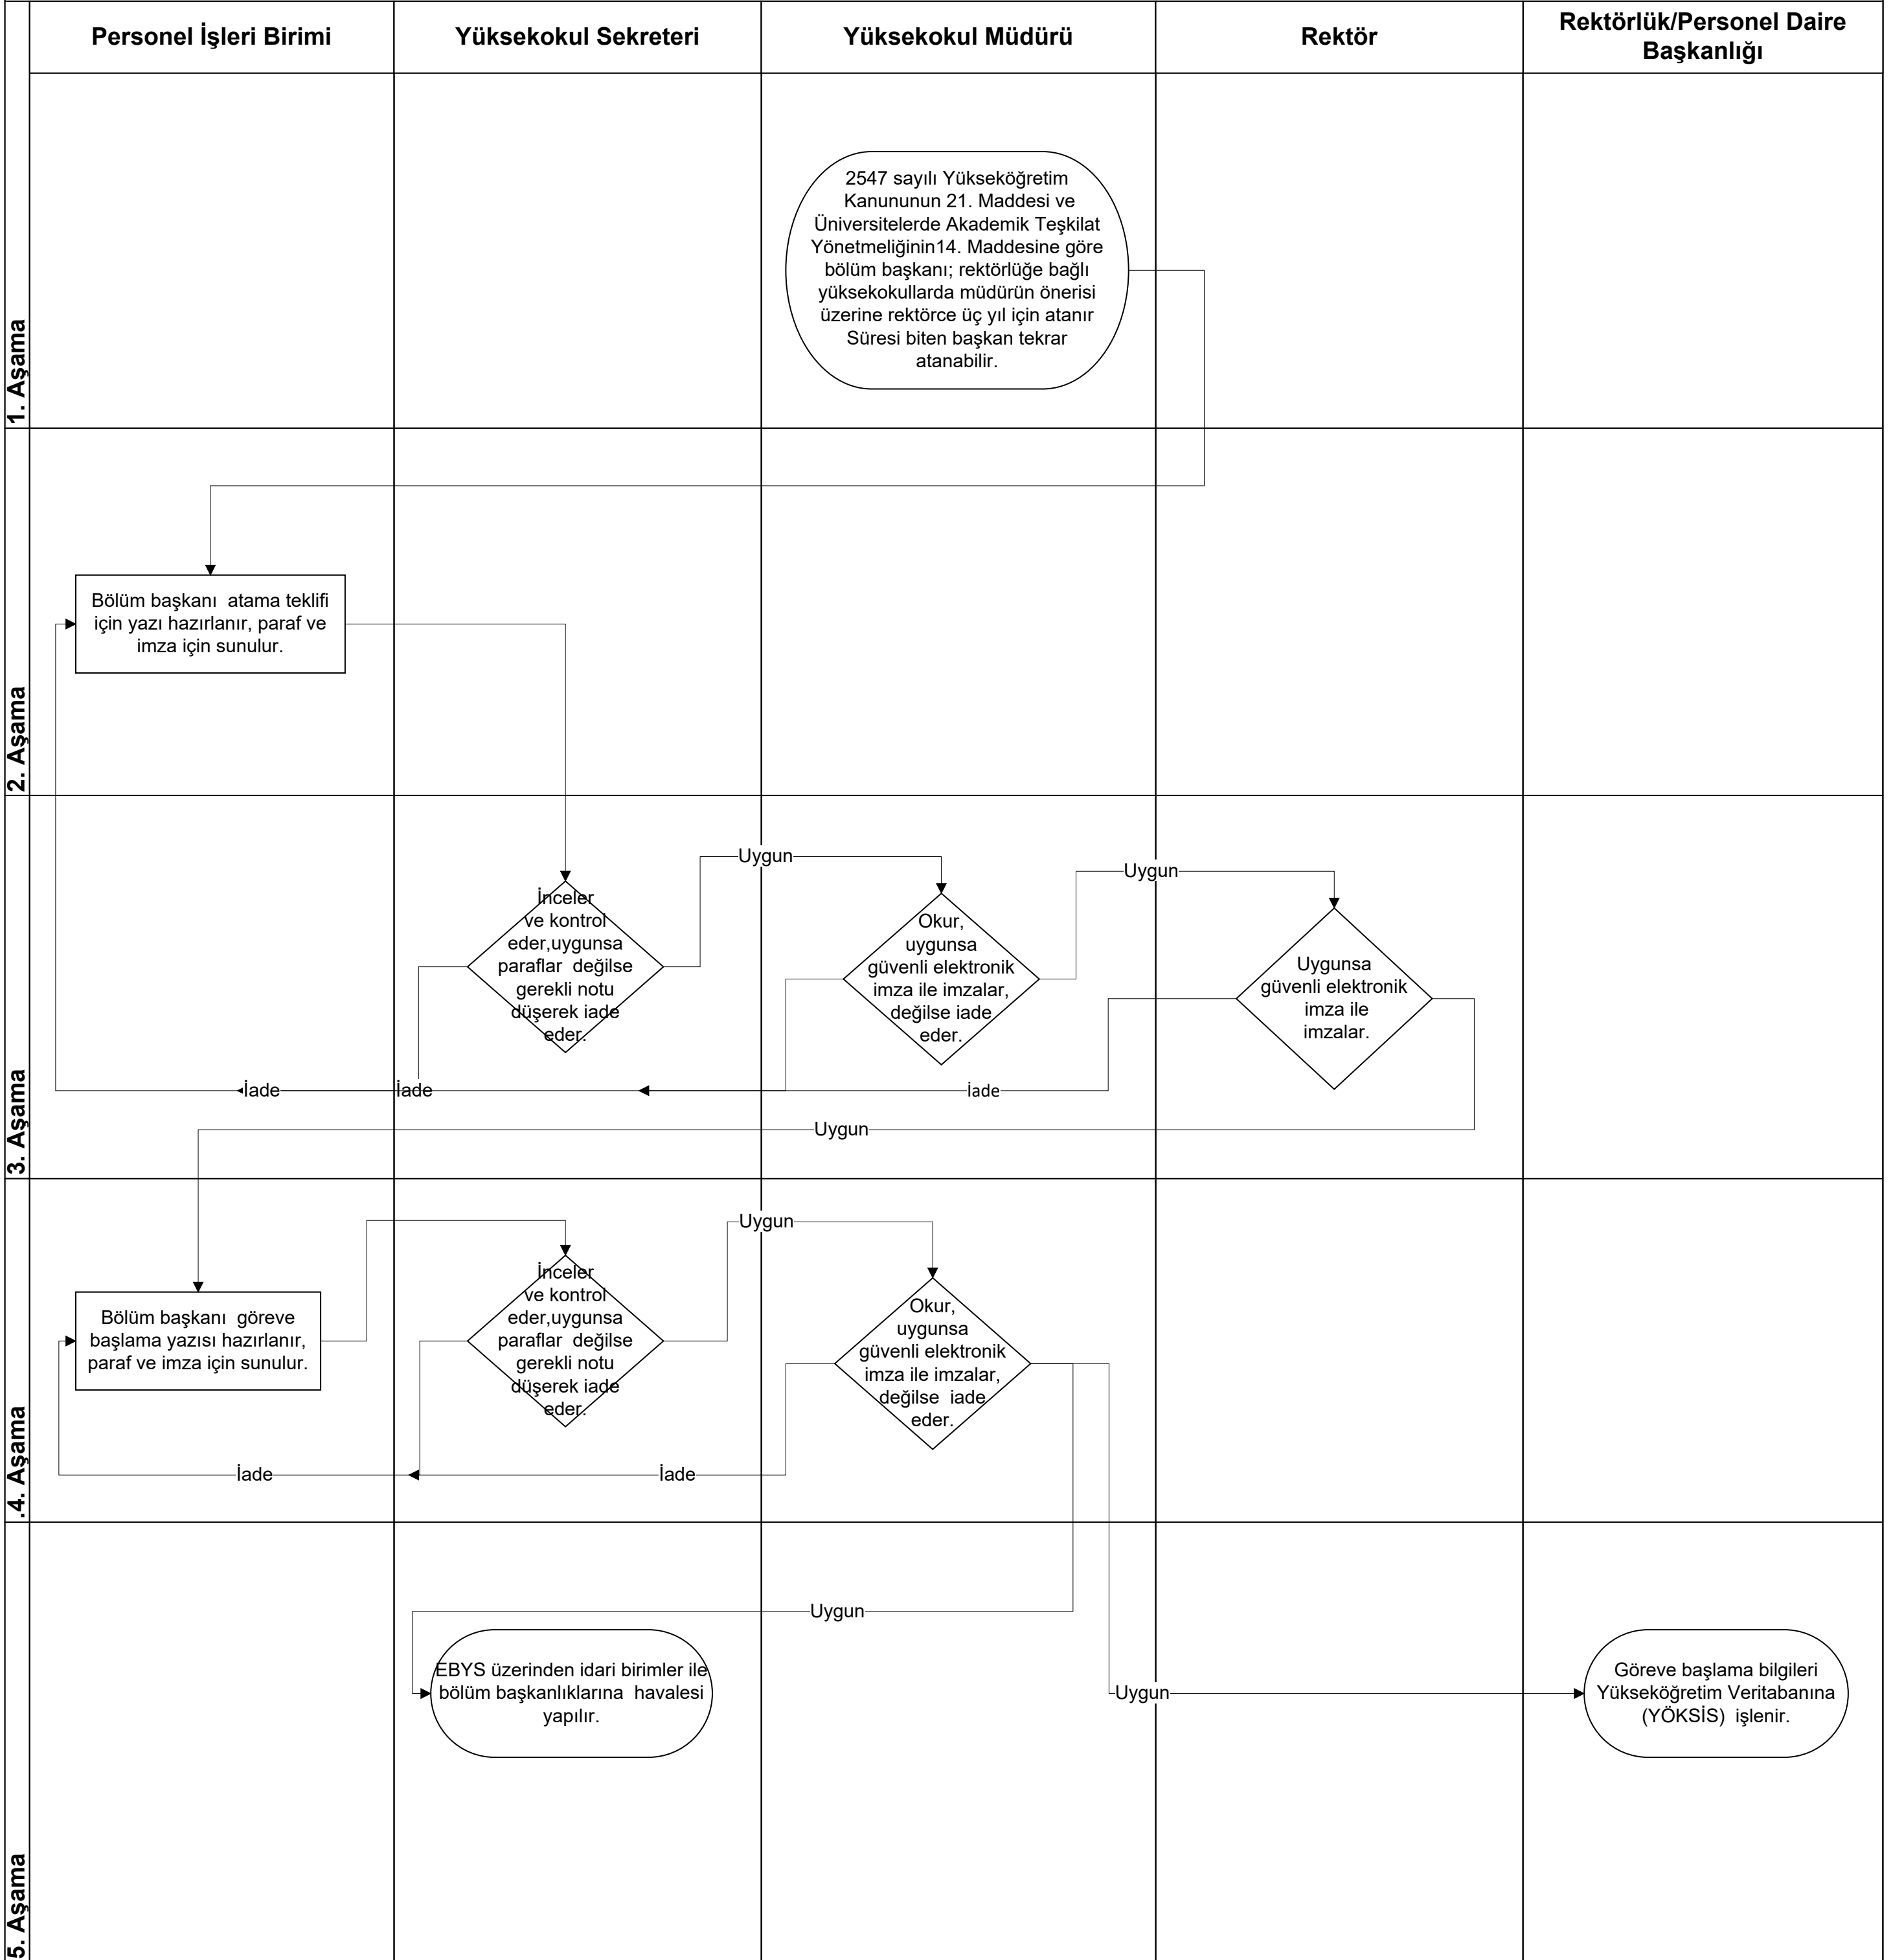 Personel İşleri Birimi
Yüksekokul Sekreteri
Yüksekokul Müdürü
Rektör
Rektörlük/Personel Daire
Başkanlığı
1. Aşama
2547 sayılı Yükseköğretim
Kanununun 21. Maddesi ve
Üniversitelerde Akademik Teşkilat
Yönetmeliğinin14. Maddesine göre
bölüm başkanı; rektörlüğe bağlı
yüksekokullarda müdürün önerisi
üzerine rektörce üç yıl için atanır
Süresi biten başkan tekrar
atanabilir.
2. Aşama
Bölüm başkanı  atama teklifi
için yazı hazırlanır, paraf ve
imza için sunulur.
3. Aşama
Uygun
Uygun
İnceler
ve kontrol
eder,uygunsa
paraflar  değilse
gerekli notu
düşerek iade
eder.
Okur,
uygunsa
güvenli elektronik
imza ile imzalar,
değilse iade
eder.
Uygunsa
güvenli elektronik
imza ile
imzalar.
İade
İade
İade
Uygun
.4. Aşama
Uygun
Bölüm başkanı  göreve
başlama yazısı hazırlanır,
paraf ve imza için sunulur.
İnceler
ve kontrol
eder,uygunsa
paraflar  değilse
gerekli notu
düşerek iade
eder.
Okur,
uygunsa
güvenli elektronik
imza ile imzalar,
değilse  iade
eder.
İade
İade
5. Aşama
Uygun
EBYS üzerinden idari birimler ile
bölüm başkanlıklarına  havalesi
yapılır.
Uygun
Göreve başlama bilgileri
Yükseköğretim Veritabanına
(YÖKSİS)  işlenir.